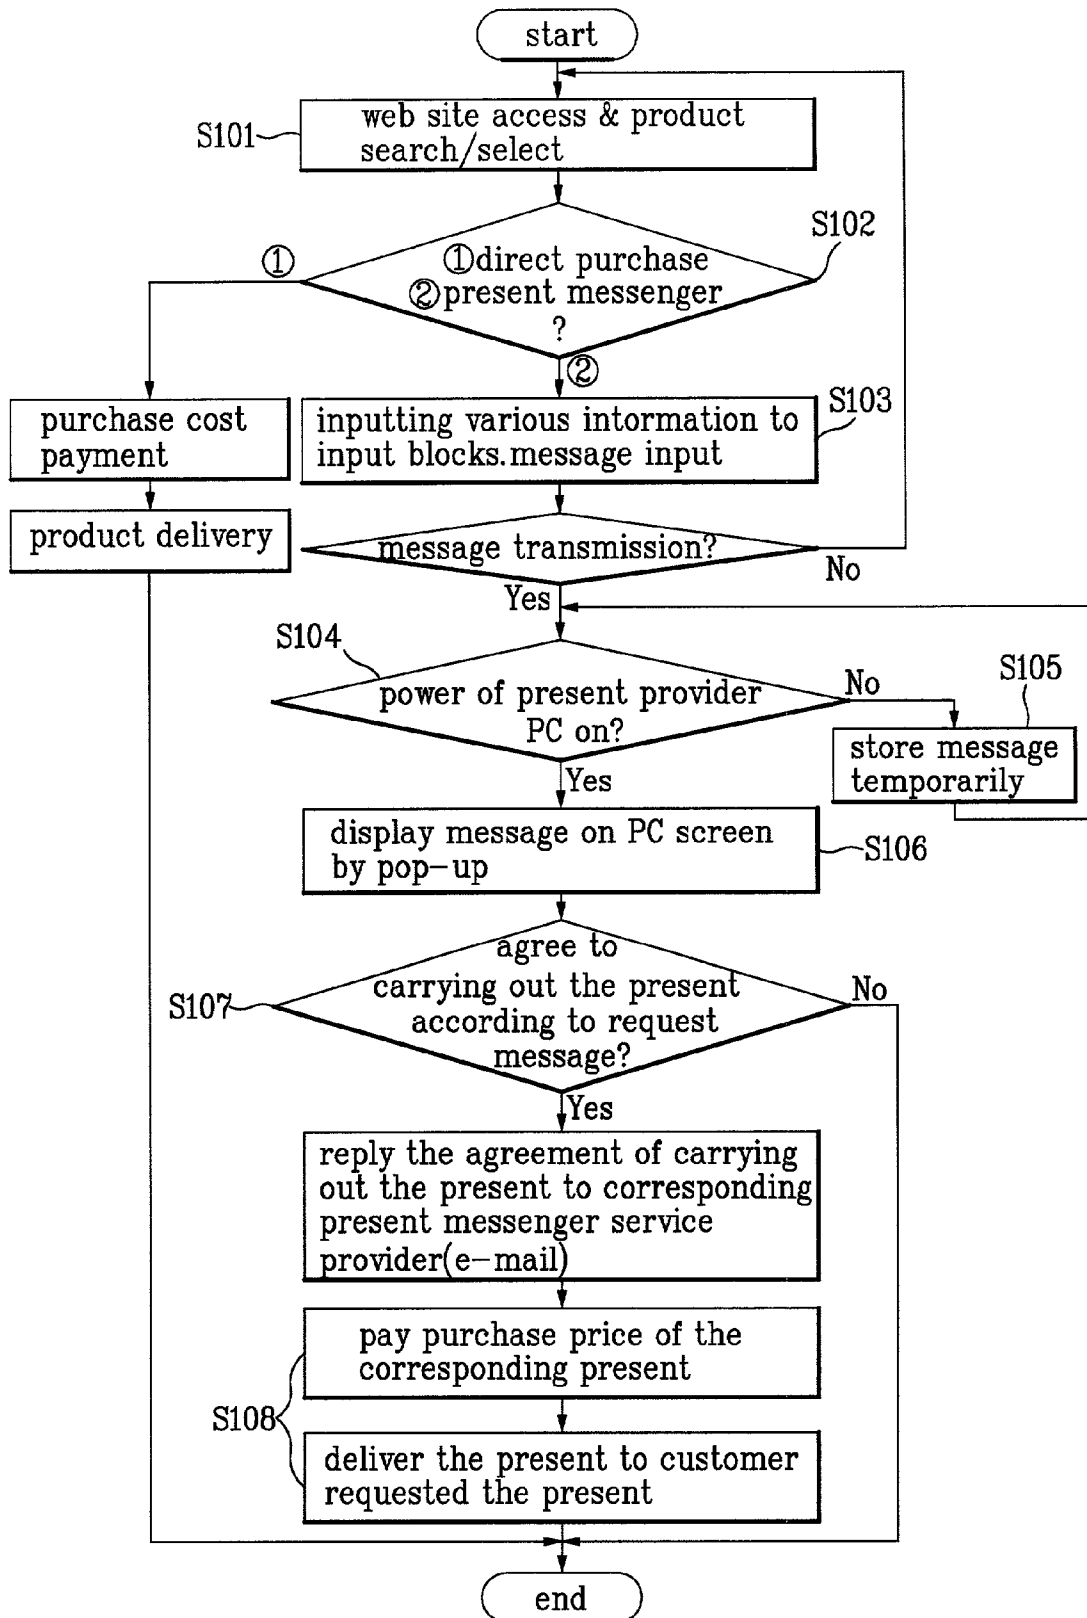 start
web site access & product
search/select
S101
S102
①
①direct purchase
②present messenger
?
②
S103
purchase cost
payment
inputting various intormation to
input blocks.message input
product delivery
message transmission?
No
Yes
S104
S105
power of present provider
PC on?
No
store message
temporarily
Yes
display message on PC screen
by pop-up
S106
agree to
carrying out the present
according to request
message?
S107
No
Yes
reply the agreement of carrying
out the present to corresponding
present messenger service
provider(e-mail)
pay purchase price of the
corresponding present
S108
deliver the present to customer
requested the present
end